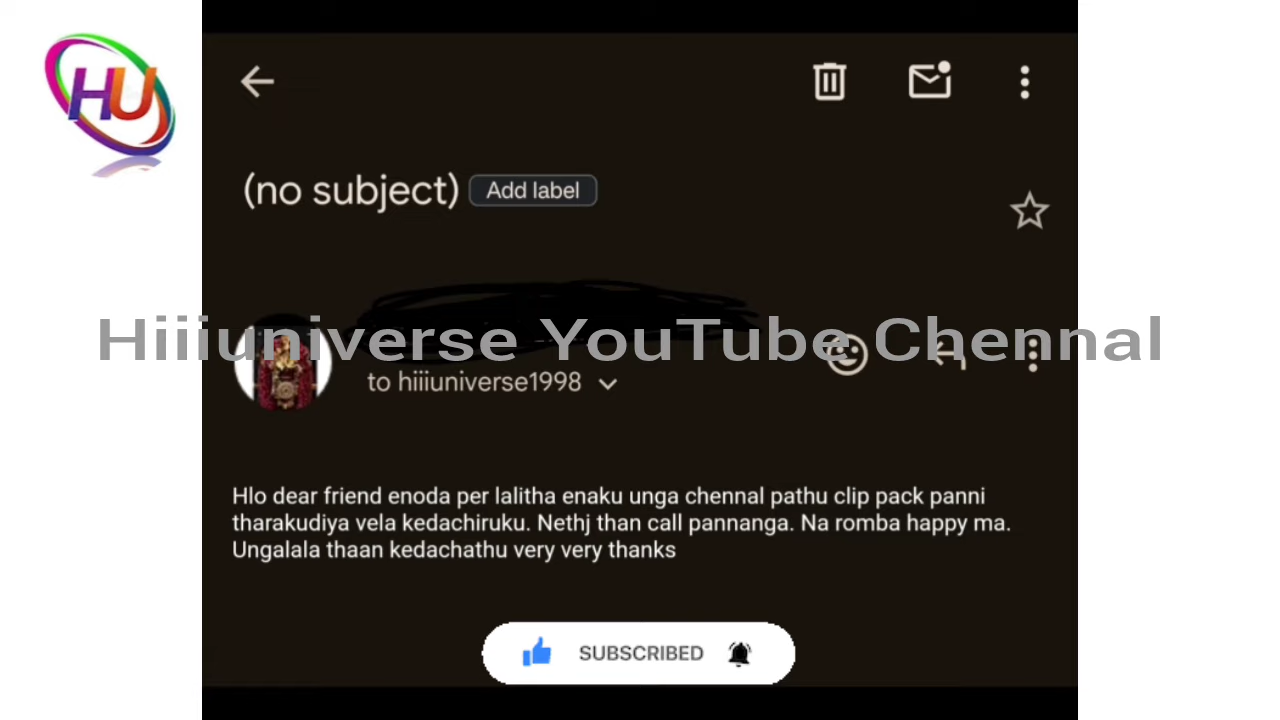 HU
(no subject) Add label
Hiiiuniverse YouTube Chennal
to hiiiuniverse1998
Hlo dear friend enoda per lalitha enaku unga chennal pathu clip pack panni
tharakudiya vela kedachiruku. Nethj than call pannanga. Na romba happy ma.
Ungalala thaan kedachathu very very thanks
SUBSCRIBED